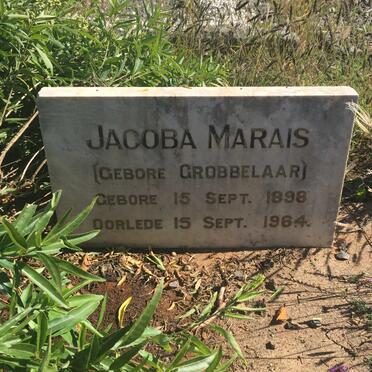 JACOBA MARAIS
(GEBORE GROBBELAAR)
GEBORE 15 SEPT. 1898
OORLEDE 15 SEPT. 1964.